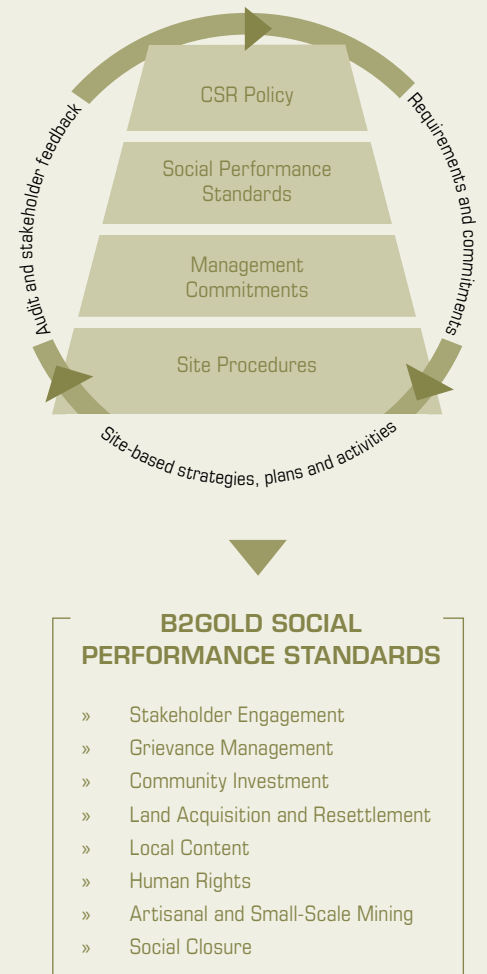 CSR Policy
Social Performance
Standards
Management
Commitments
Site Procedures
Requirements and commitments
Site-based strategies, plans and activities
Audit and stakeholder feedback
B2GOLD SOCIAL
PERFORMANCE STANDARDS
» Stakeholder Engagement
» Grievance Management
» Community Investment
» Land Acquisition and Resettlement
» Local Content
» Human Rights
» Artisanal and Small-Scale Mining
» Social Closure